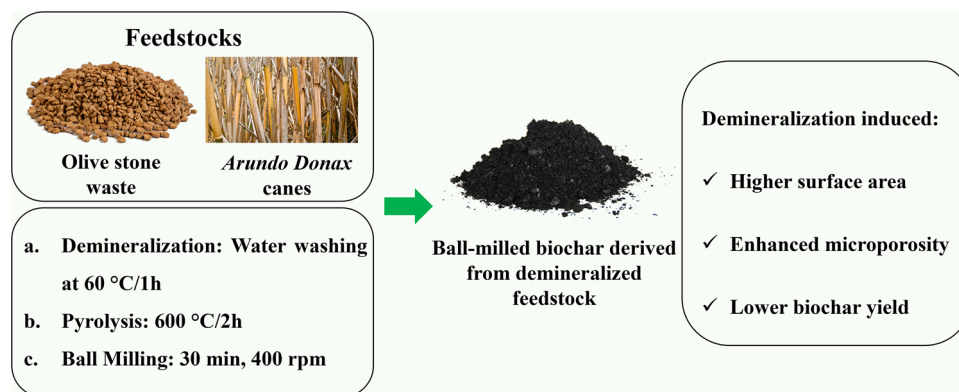 Feedstocks
Olive stone
waste
Arundo Donax
canes
a. Demineralization: Water washing
at 60 °C/1h
b. Pyrolysis: 600 °C/2h
c. Ball Milling: 30 min, 400 rpm
Ball-milled biochar derived
from demineralized
feedstock
Demineralization induced:
✓ Higher surface area
✓ Enhanced microporosity
✓ Lower biochar yield